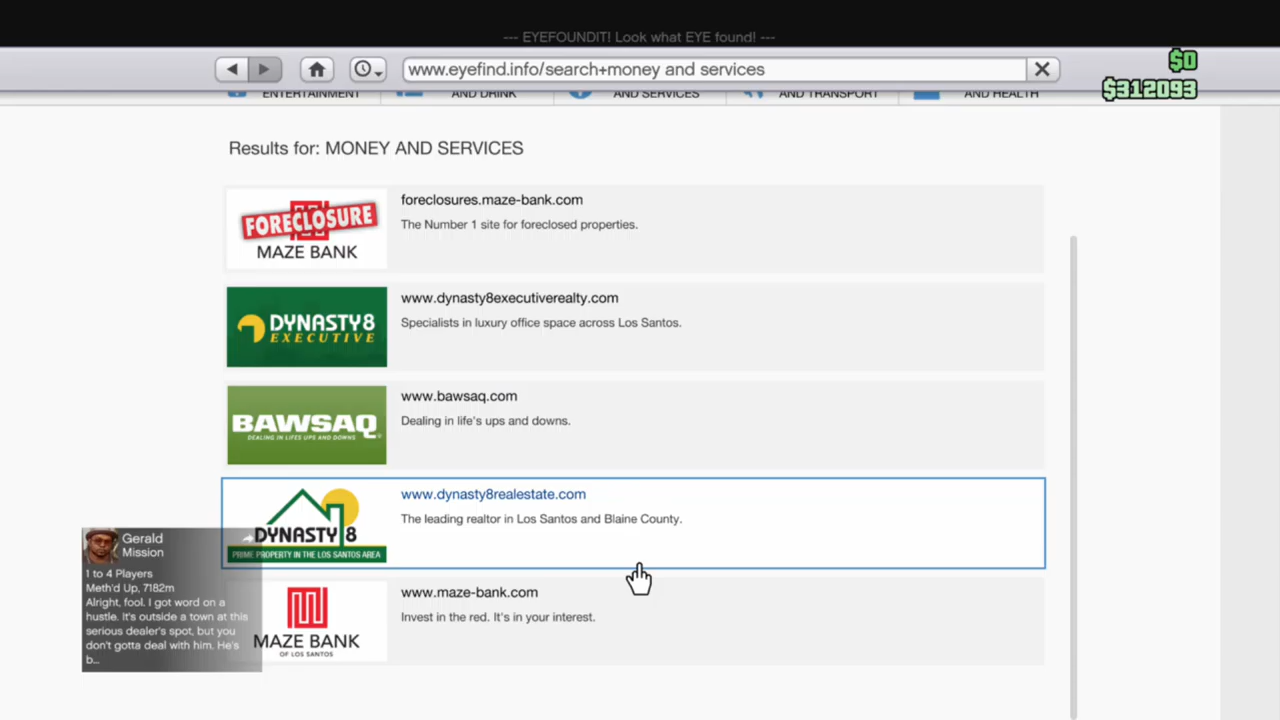 --- EYEFOUNDIT! Look what EYE found! ---
www.eyefind.info/search+money and services
$0
$312093
ENTERTAINMENT
AND DRINK
AND SERVICES
AND TRANSPORT
AND HEALTH
Results for: MONEY AND SERVICES
FORECLOSURE
MAZE BANK
foreclosures.maze-bank.com
The Number 1 site for foreclosed properties.
DYNASTY 8
EXECUTIVE
www.dynasty8executiverealty.com
Specialists in luxury office space across Los Santos.
BAWSAQ
DEALING IN LIFE'S UPS AND DOWNS
www.bawsaq.com
Dealing in life's ups and downs.
DYNASTY 8
PRIME PROPERTY IN THE LOS SANTOS AREA
www.dynasty8realestate.com
The leading realtor in Los Santos and Blaine County.
MAZE BANK
OF LOS SANTOS
www.maze-bank.com
Invest in the red. It's in your interest.
Gerald
Mission
1 to 4 Players
Meth'd Up, 7182m
Alright, fool. I got word on a
hustle. It's outside a town at this
serious dealer's spot, but you
don't gotta deal with him. He's
b...